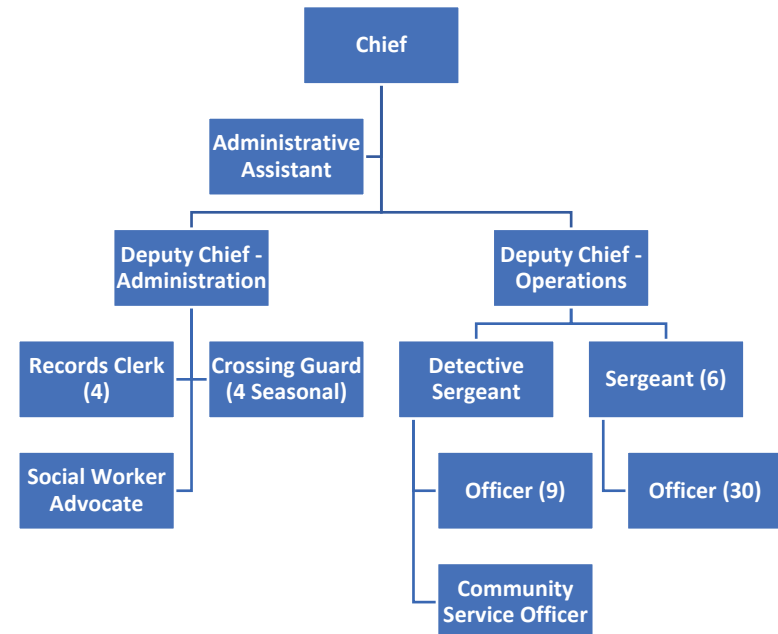 Chief
Administrative
Assistant
Deputy Chief -
Administration
Deputy Chief -
Operations
Records Clerk
(4)
Crossing Guard
(4 Seasonal)
Detective
Sergeant
Sergeant (6)
Social Worker
Advocate
Officer (9)
Officer (30)
Community
Service Officer